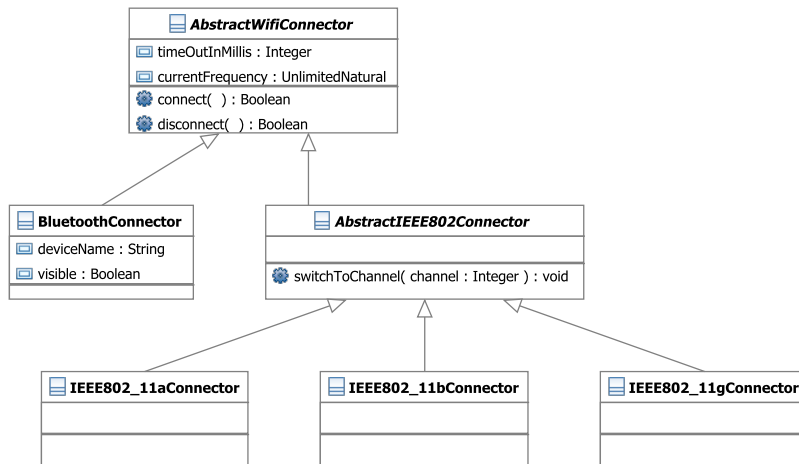 AbstractWifiConnector
timeOutInMillis : Integer
currentFrequency : UnlimitedNatural
connect( ) : Boolean
disconnect( ) : Boolean
BluetoothConnector
deviceName : String
visible : Boolean
AbstractIEEE802Connector
switchToChannel( channel : Integer ) : void
IEEE802_11aConnector
IEEE802_11bConnector
IEEE802_11gConnector